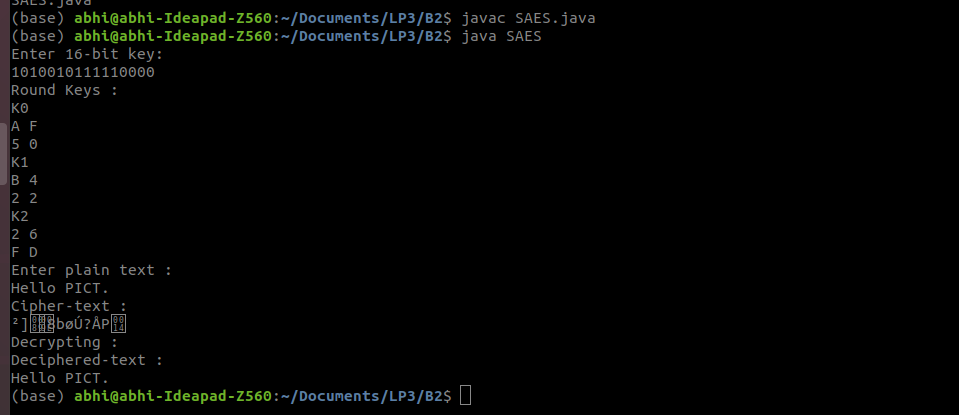 SAES.java
(base) abhi@abhi-Ideapad-Z560:~/Documents/LP3/B2$ javac SAES.java
(base) abhi@abhi-Ideapad-Z560:~/Documents/LP3/B2$ java SAES
Enter 16-bit key:
1010010111110000
Round Keys :
K0
A F
5 0
K1
B 4
2 2
K2
2 6
F D
Enter plain text :
Hello PICT.
Cipher-text :
²] bøÚ?ÅP
Decrypting :
Deciphered-text :
Hello PICT.
(base) abhi@abhi-Ideapad-Z560:~/Documents/LP3/B2$